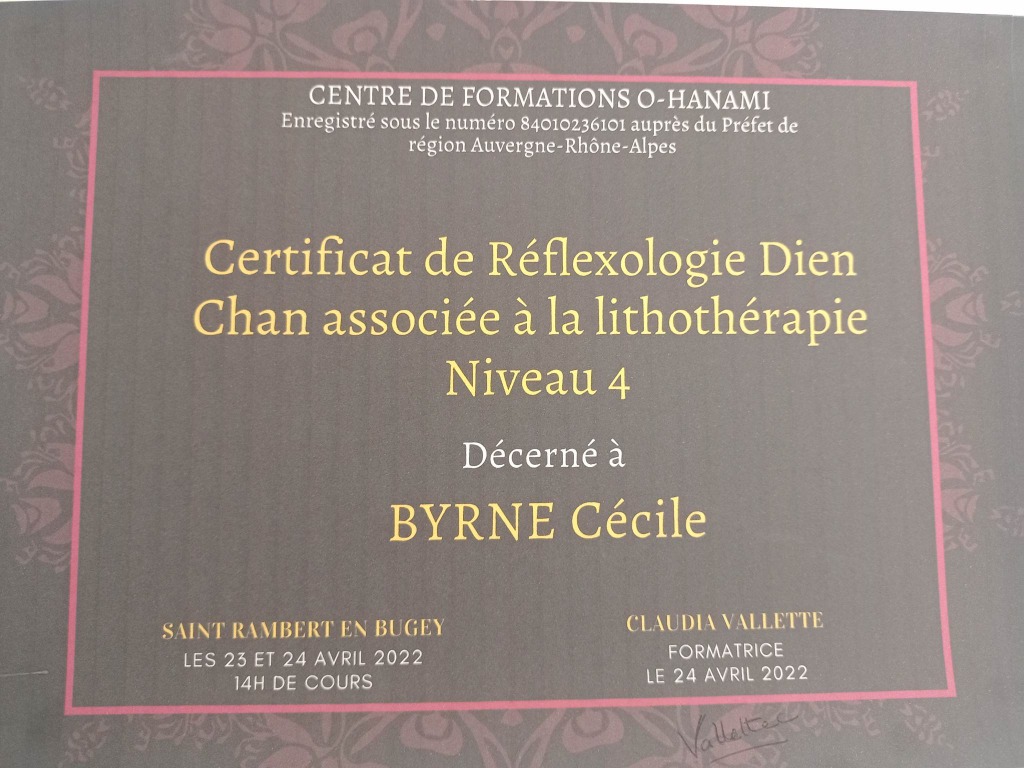 CENTRE DE FORMATIONS O-HANAMI
Enregistré sous le numéro 84010236101 auprès du Préfet de
région Auvergne-Rhône-Alpes
Certificat de Réflexologie Dien
Chan associée à la lithothérapie
Niveau 4
Décerné à
BYRNE Cécile
SAINT RAMBERT EN BUGEY
LES 23 ET 24 AVRIL 2022
14H DE COURS
CLAUDIA VALLETTE
FORMATRICE
LE 24 AVRIL 2022
Vallette